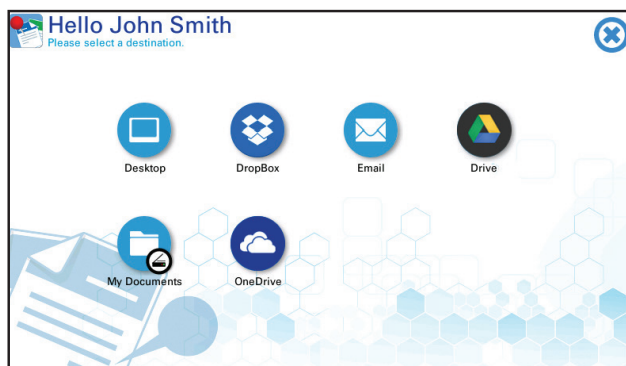 Hello John Smith
Please select a destination.
Desktop DropBox Email Drive
My Documents OneDrive